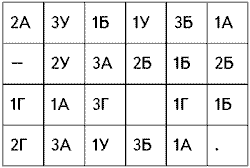 2А 3У 1Б 1У 3Б 1А
— 2У 3А 2Б 1Б 2Б
1Г 1А 3Г 1Г 1Б
2Г 3А 1У 3Б 1А .